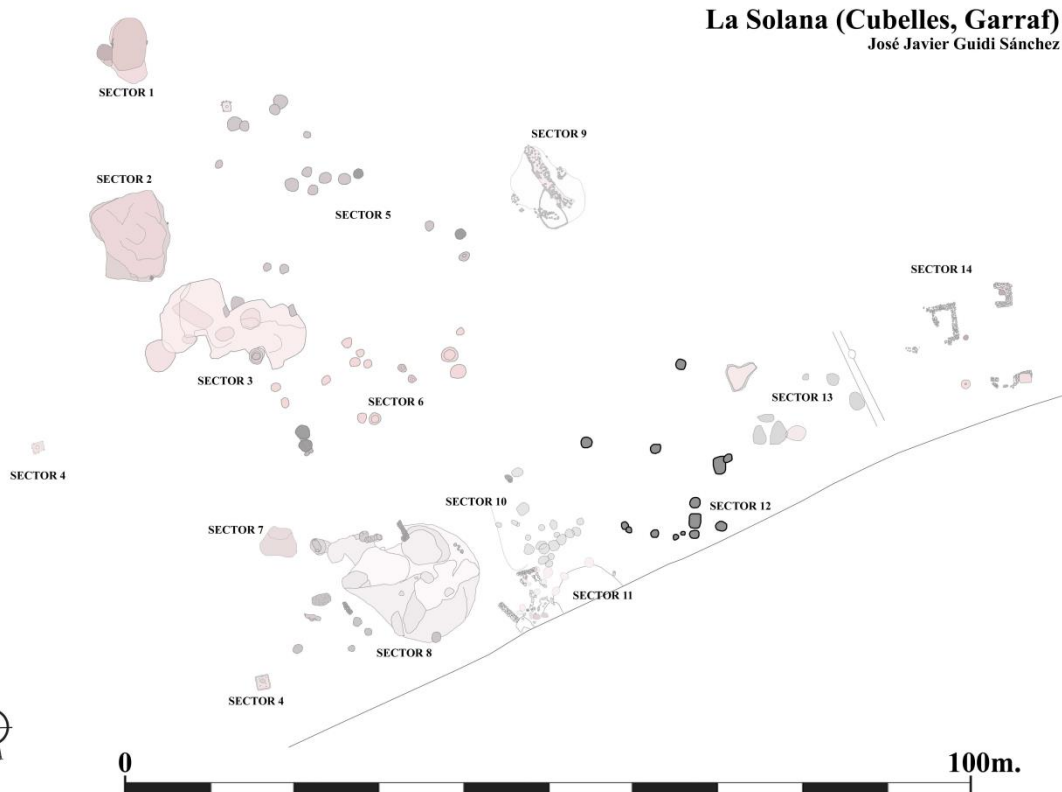 La Solana (Cubelles, Garraf)
José Javier Guidi Sánchez
SECTOR 1
SECTOR 9
SECTOR 2
SECTOR 5
SECTOR 14
SECTOR 3
SECTOR 6
SECTOR 13
SECTOR 4
SECTOR 10
SECTOR 12
SECTOR 7
SECTOR 11
SECTOR 8
SECTOR 4
0
100m.